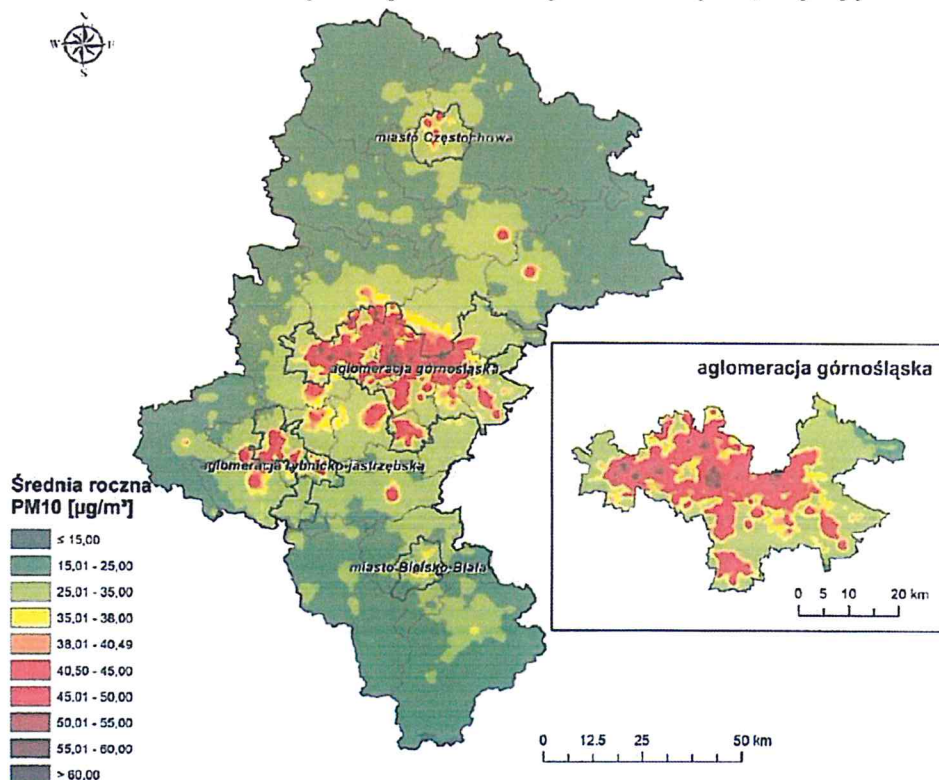 N
W E
S
miasto Częstochowa
aglomeracja górnośląska
aglomeracja rybnicko-jastrzębska
miasto Bielsko-Biała
Średnia roczna
PM10 [µg/m³]
≤ 15,00
15,01 - 25,00
25,01 - 35,00
35,01 - 38,00
38,01 - 40,49
40,50 - 45,00
45,01 - 50,00
50,01 - 55,00
55,01 - 60,00
> 60,00
aglomeracja górnośląska
0 5 10 20 km
0 12.5 25 50 km